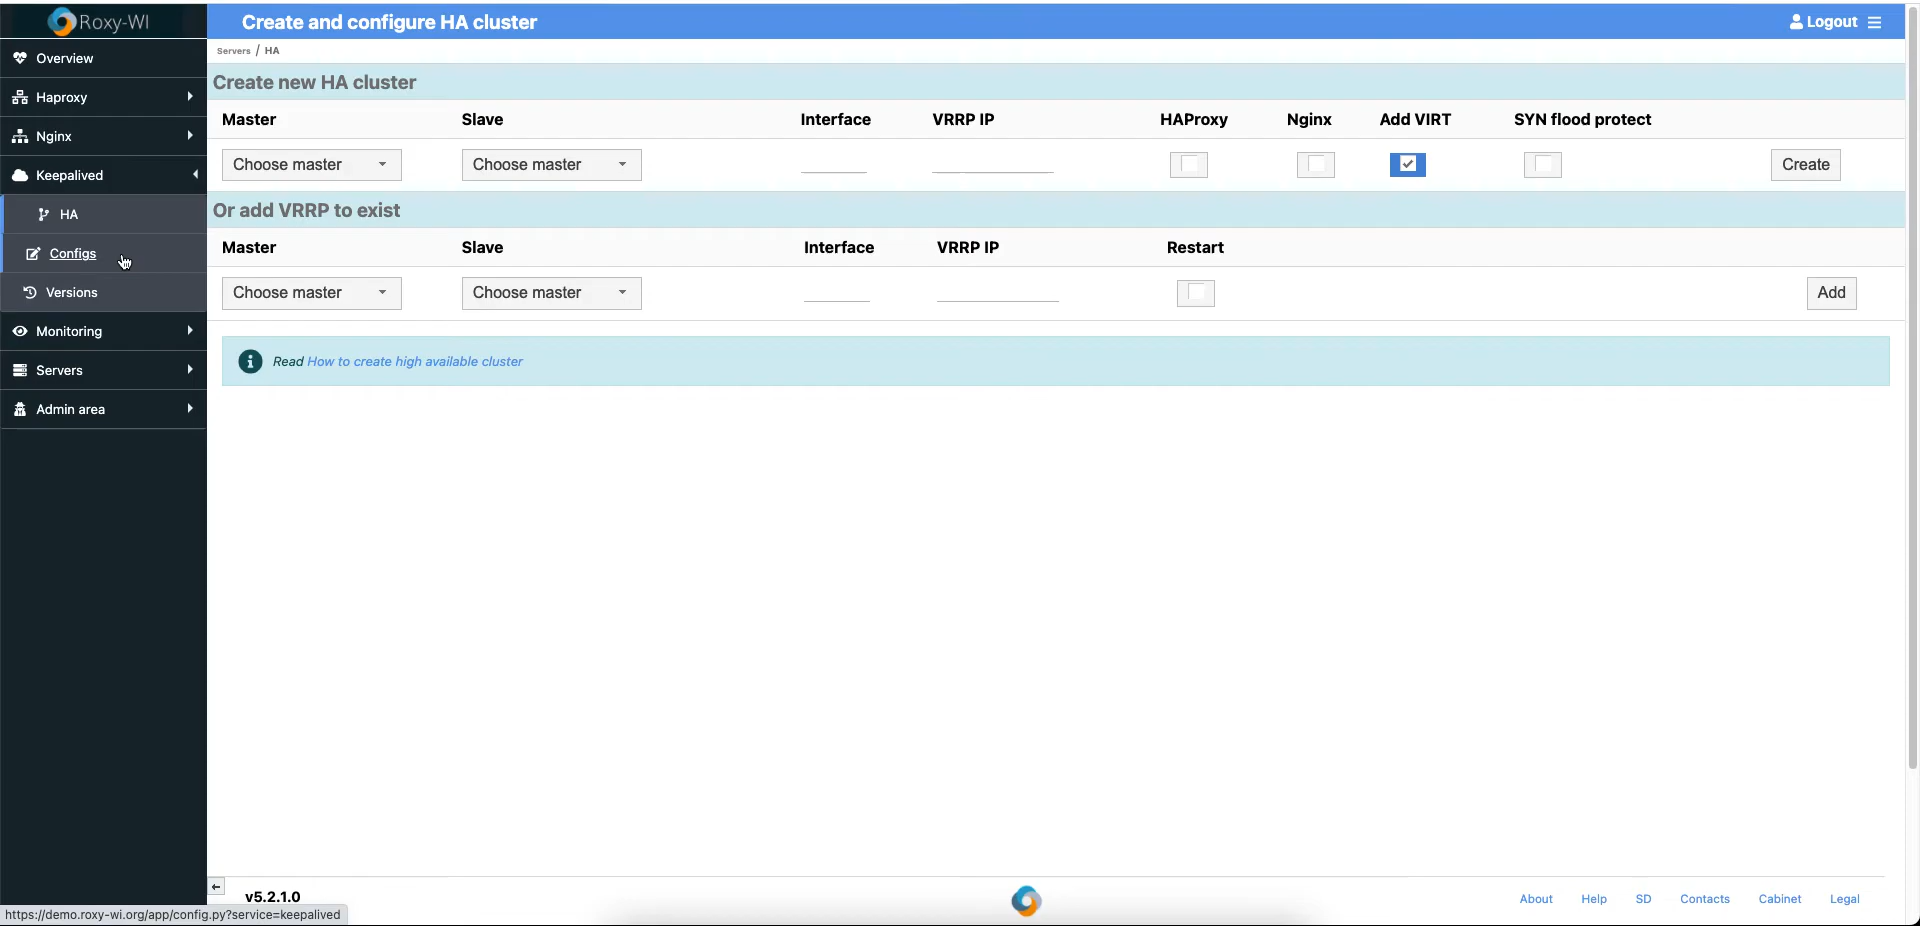 Roxy-WI
Create and configure HA cluster
Logout
Overview
Haproxy
Nginx
Keepalived
HA
Configs
Versions
Monitoring
Servers
Admin area
Servers / HA
Create new HA cluster
Master Slave Interface VRRP IP HAProxy Nginx Add VIRT SYN flood protect
Choose master Choose master Create
Or add VRRP to exist
Master Slave Interface VRRP IP Restart
Choose master Choose master Add
Read How to create high available cluster
v5.2.1.0
About Help SD Contacts Cabinet Legal
https://demo.roxy-wi.org/app/config.py?service=keepalived